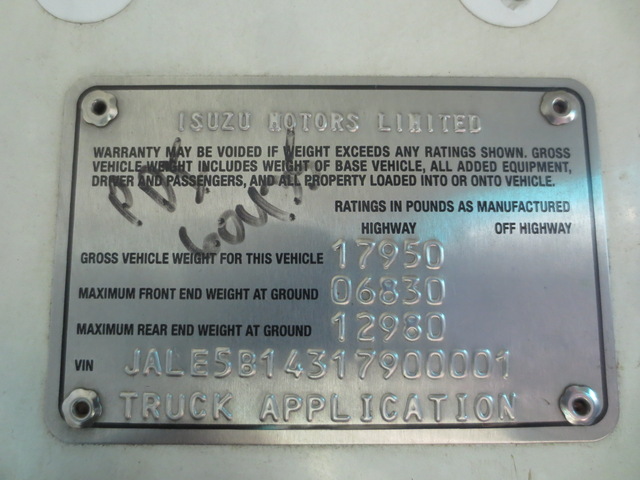 ISUZU MOTORS LIMITED
WARRANTY MAY BE VOIDED IF WEIGHT EXCEEDS ANY RATINGS SHOWN. GROSS
VEHICLE WEIGHT INCLUDES WEIGHT OF BASE VEHICLE, ALL ADDED EQUIPMENT,
DRIVER AND PASSENGERS, AND ALL PROPERTY LOADED INTO OR ONTO VEHICLE.
RATINGS IN POUNDS AS MANUFACTURED
HIGHWAY OFF HIGHWAY
GROSS VEHICLE WEIGHT FOR THIS VEHICLE 17950
MAXIMUM FRONT END WEIGHT AT GROUND 06830
MAXIMUM REAR END WEIGHT AT GROUND 12980
VIN JALE5B14317900001
TRUCK APPLICATION